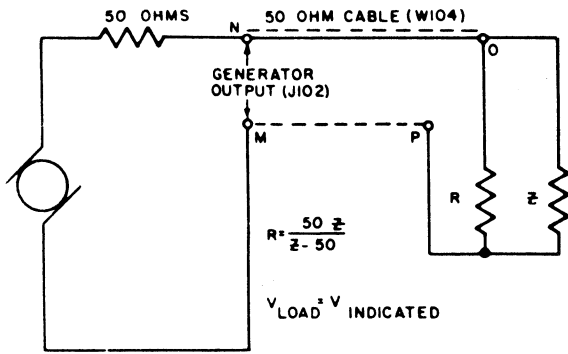 50 OHMS
N
50 OHM CABLE (W104)
O
GENERATOR
OUTPUT (J102)
M
P
R
Z
R = 50 Z / Z - 50
V LOAD = V INDICATED